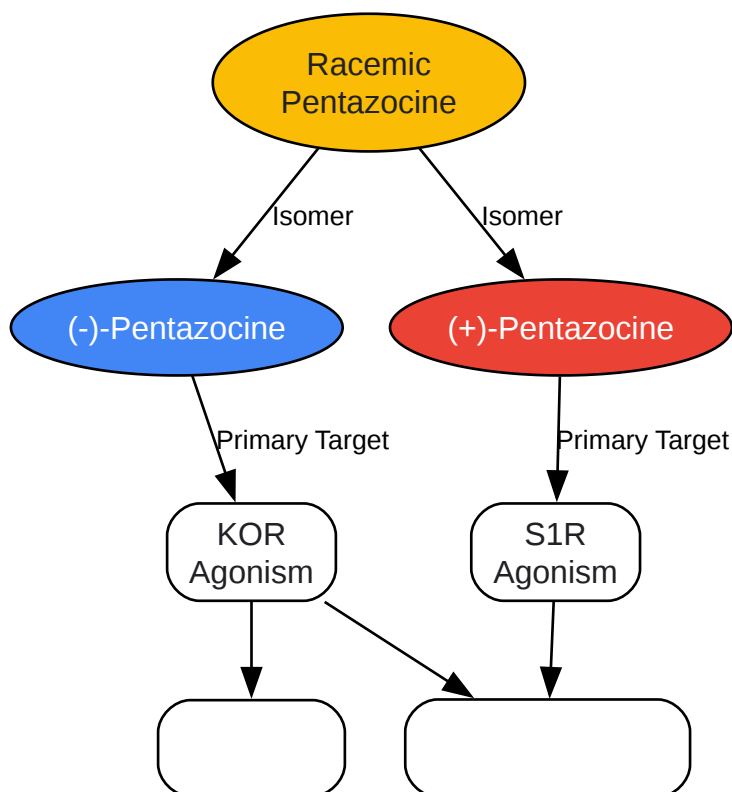 Racemic
Pentazocine
Isomer
Isomer
(-)-Pentazocine
(+)-Pentazocine
Primary Target
Primary Target
KOR
Agonism
S1R
Agonism